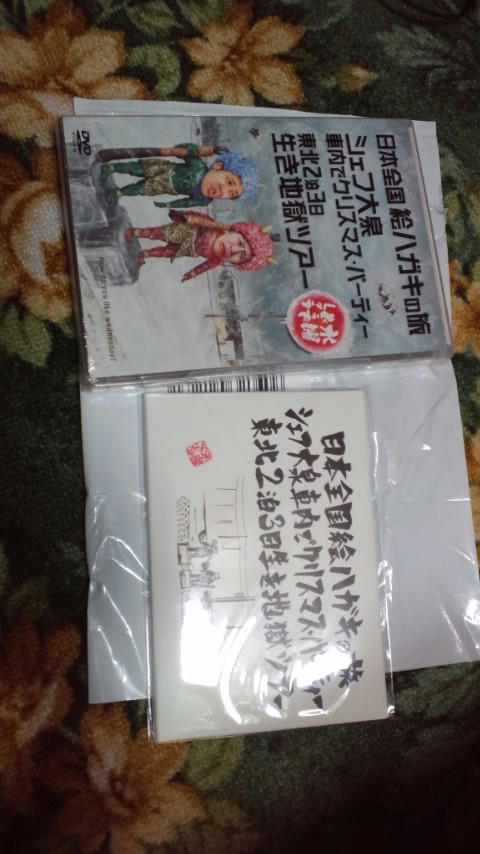 日本全国 絵ハガキの旅
シェフ大泉
車内でクリスマス・パーティー
東北2泊3日
生き地獄ツアー
水曜どうでしょう
DVD
How do you like wednesday?
日本全国絵ハガキの旅
シェフ大泉車内でクリスマス・パーティー
東北2泊3日生き地獄ツアー